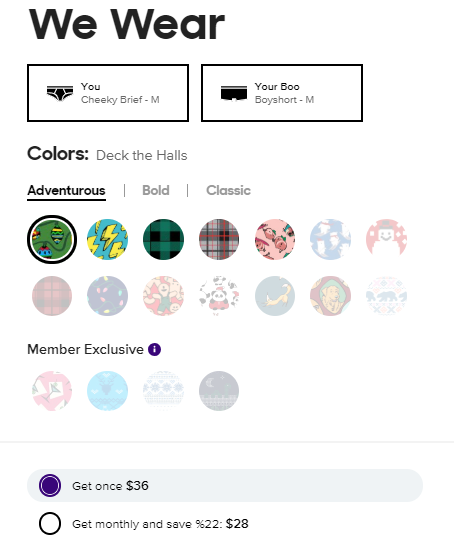 We Wear
You
Cheeky Brief - M
Your Boo
Boyshort - M
Colors: Deck the Halls
Adventurous | Bold | Classic
Member Exclusive
Get once $36
Get monthly and save %22: $28